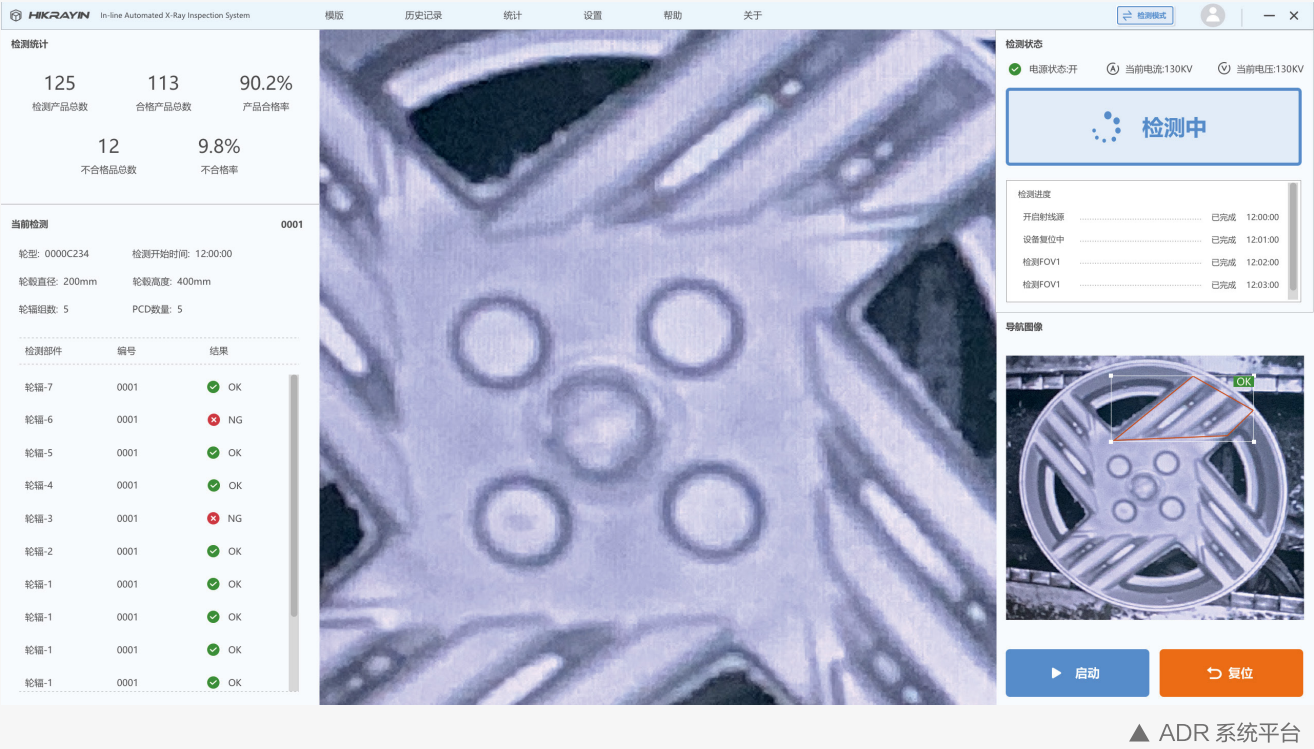 HIKRAYIN In-line Automated X-Ray Inspection System 模版 历史记录 统计 设置 帮助 关于 检测模式
检测统计
125 113 90.2%
检测产品总数 合格产品总数 产品合格率
12 9.8%
不合格品总数 不合格率
当前检测 0001
轮型: 0000C234 检测开始时间: 12:00:00
轮毂直径: 200mm 轮毂高度: 400mm
轮辐组数: 5 PCD数量: 5
检测部件 编号 结果
轮辐-7 0001 OK
轮辐-6 0001 NG
轮辐-5 0001 OK
轮辐-4 0001 OK
轮辐-3 0001 NG
轮辐-2 0001 OK
轮辐-1 0001 OK
轮辐-1 0001 OK
轮辐-1 0001 OK
轮辐-1 0001 OK
检测状态
电源状态:开 A 当前电流:130KV V 当前电压:130KV
检测中
检测进度
开启射线源 已完成 12:00:00
设备复位中 已完成 12:01:00
检测FOV1 已完成 12:02:00
检测FOV1 已完成 12:03:00
导航图像
OK
启动 复位
▲ ADR 系统平台